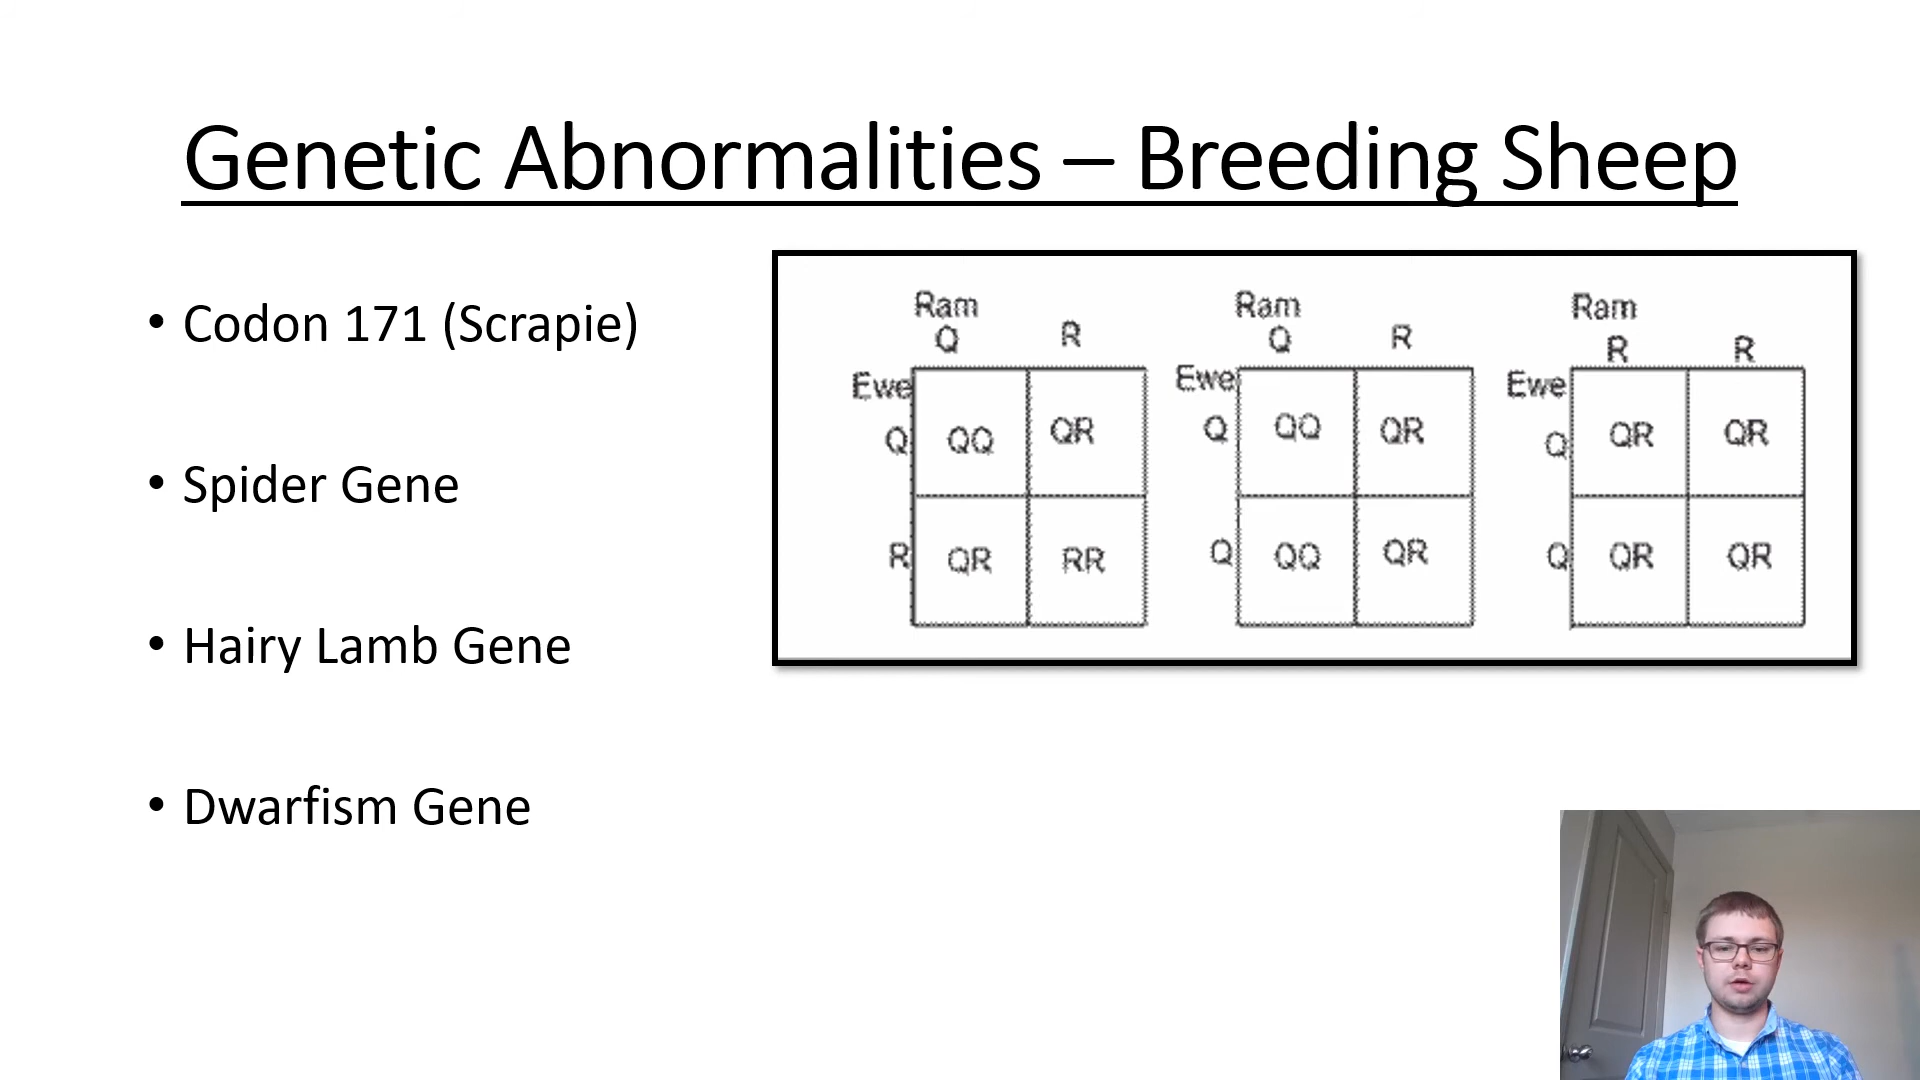 Genetic Abnormalities – Breeding Sheep
• Codon 171 (Scrapie)
• Spider Gene
• Hairy Lamb Gene
• Dwarfism Gene
Ram
Q R
Ewe
Q QQ QR
R QR RR
Ram
Q R
Ewe
Q QQ QR
Q QQ QR
Ram
R R
Ewe
Q QR QR
Q QR QR